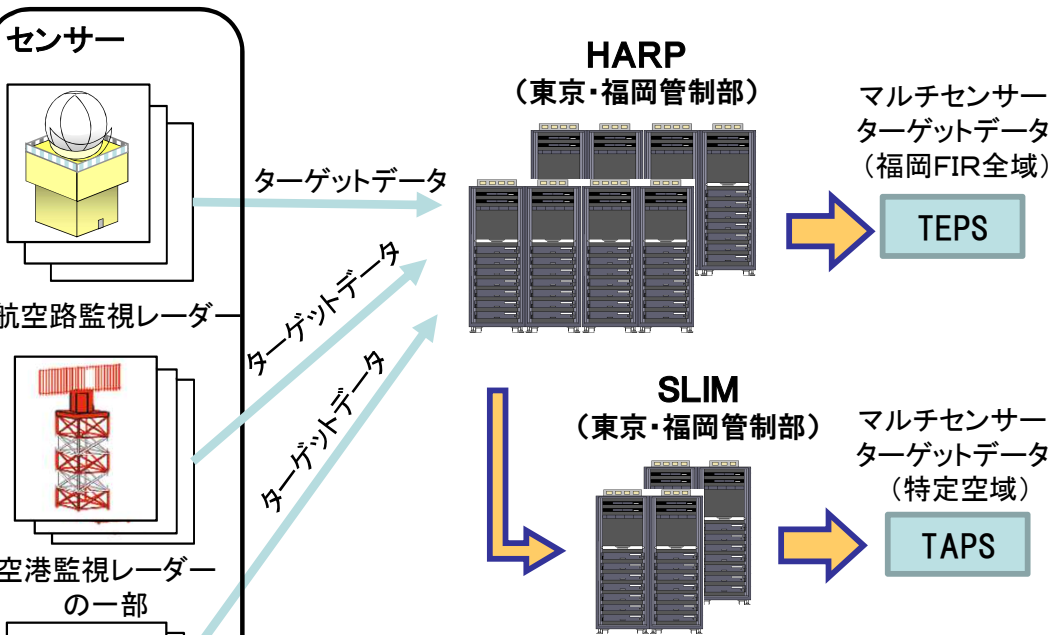 センサー
航空路監視レーダー
空港監視レーダー
の一部
ターゲットデータ
ターゲットデータ
ターゲットデータ
HARP
（東京・福岡管制部）
マルチセンサー
ターゲットデータ
（福岡FIR全域）
TEPS
SLIM
（東京・福岡管制部）
マルチセンサー
ターゲットデータ
（特定空域）
TAPS